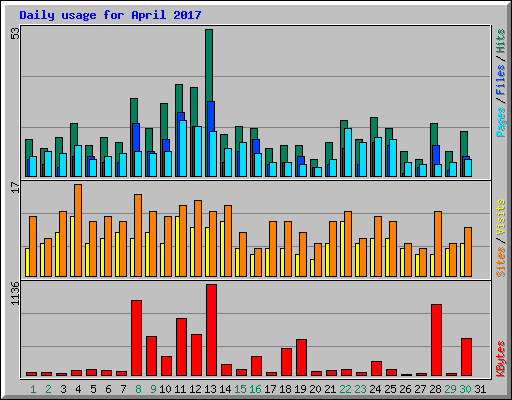 Daily usage for April 2017
53
17
1136
Pages / Files / Hits
Sites / Visits
KBytes
1 2 3 4 5 6 7 8 9 10 11 12 13 14 15 16 17 18 19 20 21 22 23 24 25 26 27 28 29 30 31